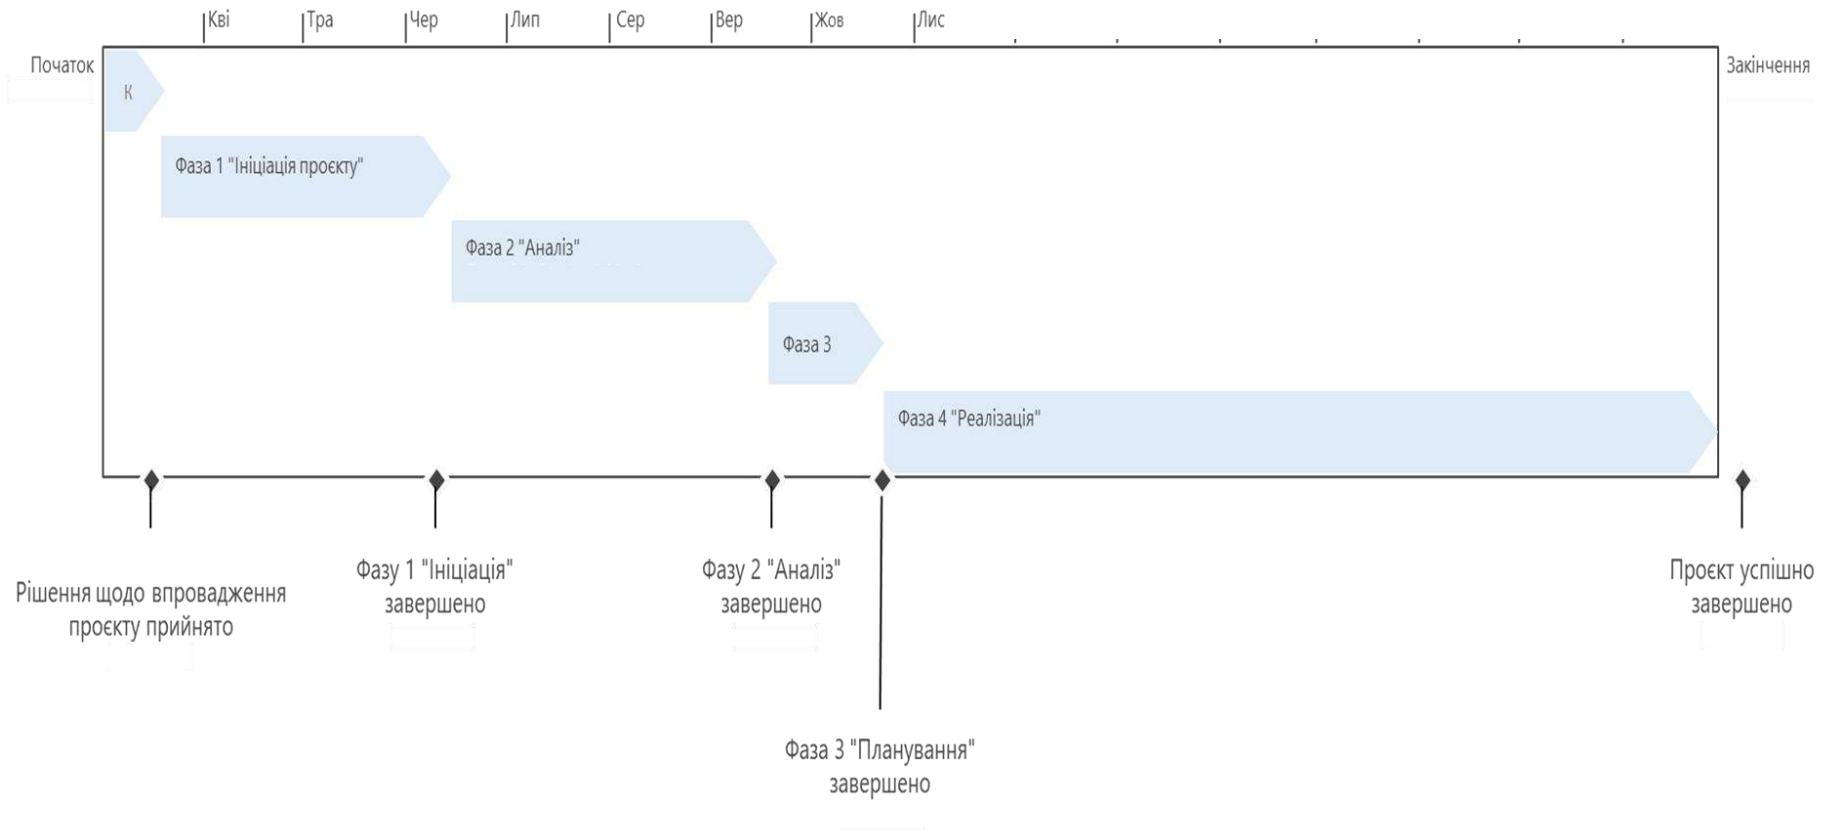 Кві
Тра
Чер
Лип
Сер
Вер
Жов
Лис
Початок
Закінчення
К
Фаза 1 "Ініціація проєкту"
Фаза 2 "Аналіз"
Фаза 3
Фаза 4 "Реалізація"
Рішення щодо впровадження
проєкту прийнято
Фазу 1 "Ініціація"
завершено
Фазу 2 "Аналіз"
завершено
Фаза 3 "Планування"
завершено
Проєкт успішно
завершено